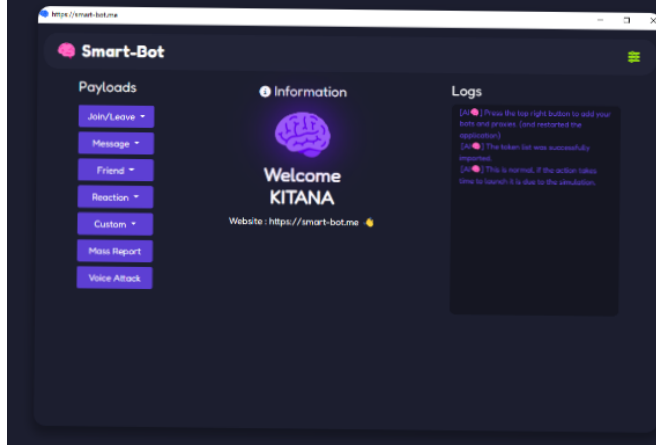 https://smart-bot.me
Smart-Bot
Payloads
Join/Leave
Message
Friend
Reaction
Custom
Mass Report
Voice Attack
Information
Welcome
KITANA
Website : https://smart-bot.me 👋
Logs
[AI🧠] Press the top right button to add your
bots and proxies. (and restarted the
application)
[AI🧠] The token list was successfully
imported.
[AI🧠] This is normal, if the action takes
time to launch it is due to the simulation.